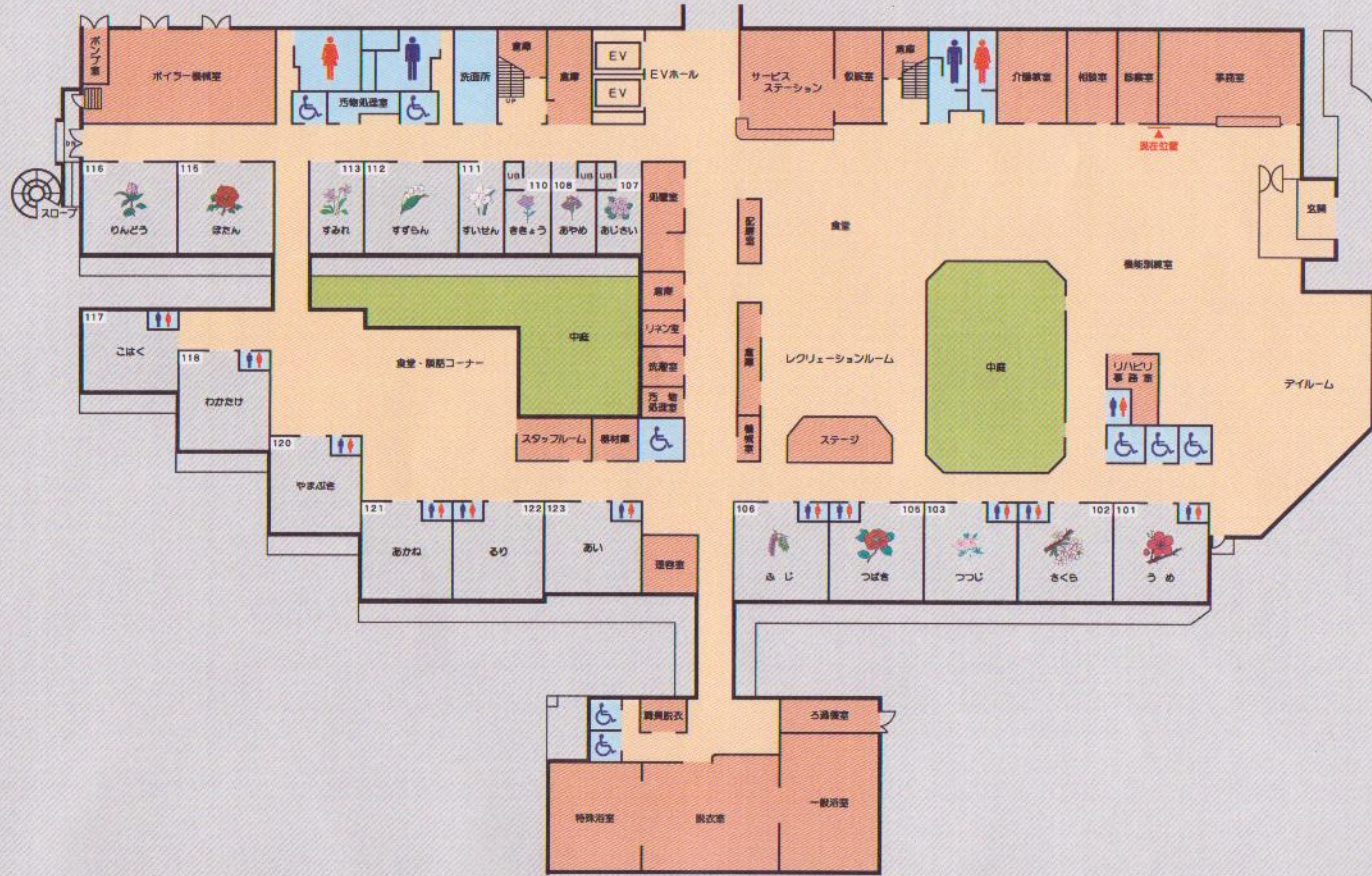 ポンプ室
ボイラー機械室
汚物処理室
洗面所
倉庫
UP
倉庫
EV
EV
EVホール
サービス
ステーション
仮眠室
倉庫
介護教室
相談室
診察室
事務室
現在位置
DN
スロープ
玄関
116
りんどう
115
ぼたん
113
すみれ
112
すずらん
111
すいせん
UB
110
ききょう
108
UB
あやめ
UB
107
あじさい
処置室
配膳室
食堂
機能訓練室
倉庫
リネン室
洗濯室
汚物
処理室
中庭
食堂・談話コーナー
スタッフルーム
器材庫
倉庫
機械室
レクリェーションルーム
ステージ
中庭
リハビリ
事務室
デイルーム
117
こはく
118
わかたけ
120
やまぶき
121
あかね
122
るり
123
あい
理容室
106
ふじ
105
つばき
103
つつじ
102
さくら
101
うめ
職員脱衣
ろ過機室
特殊浴室
脱衣室
一般浴室